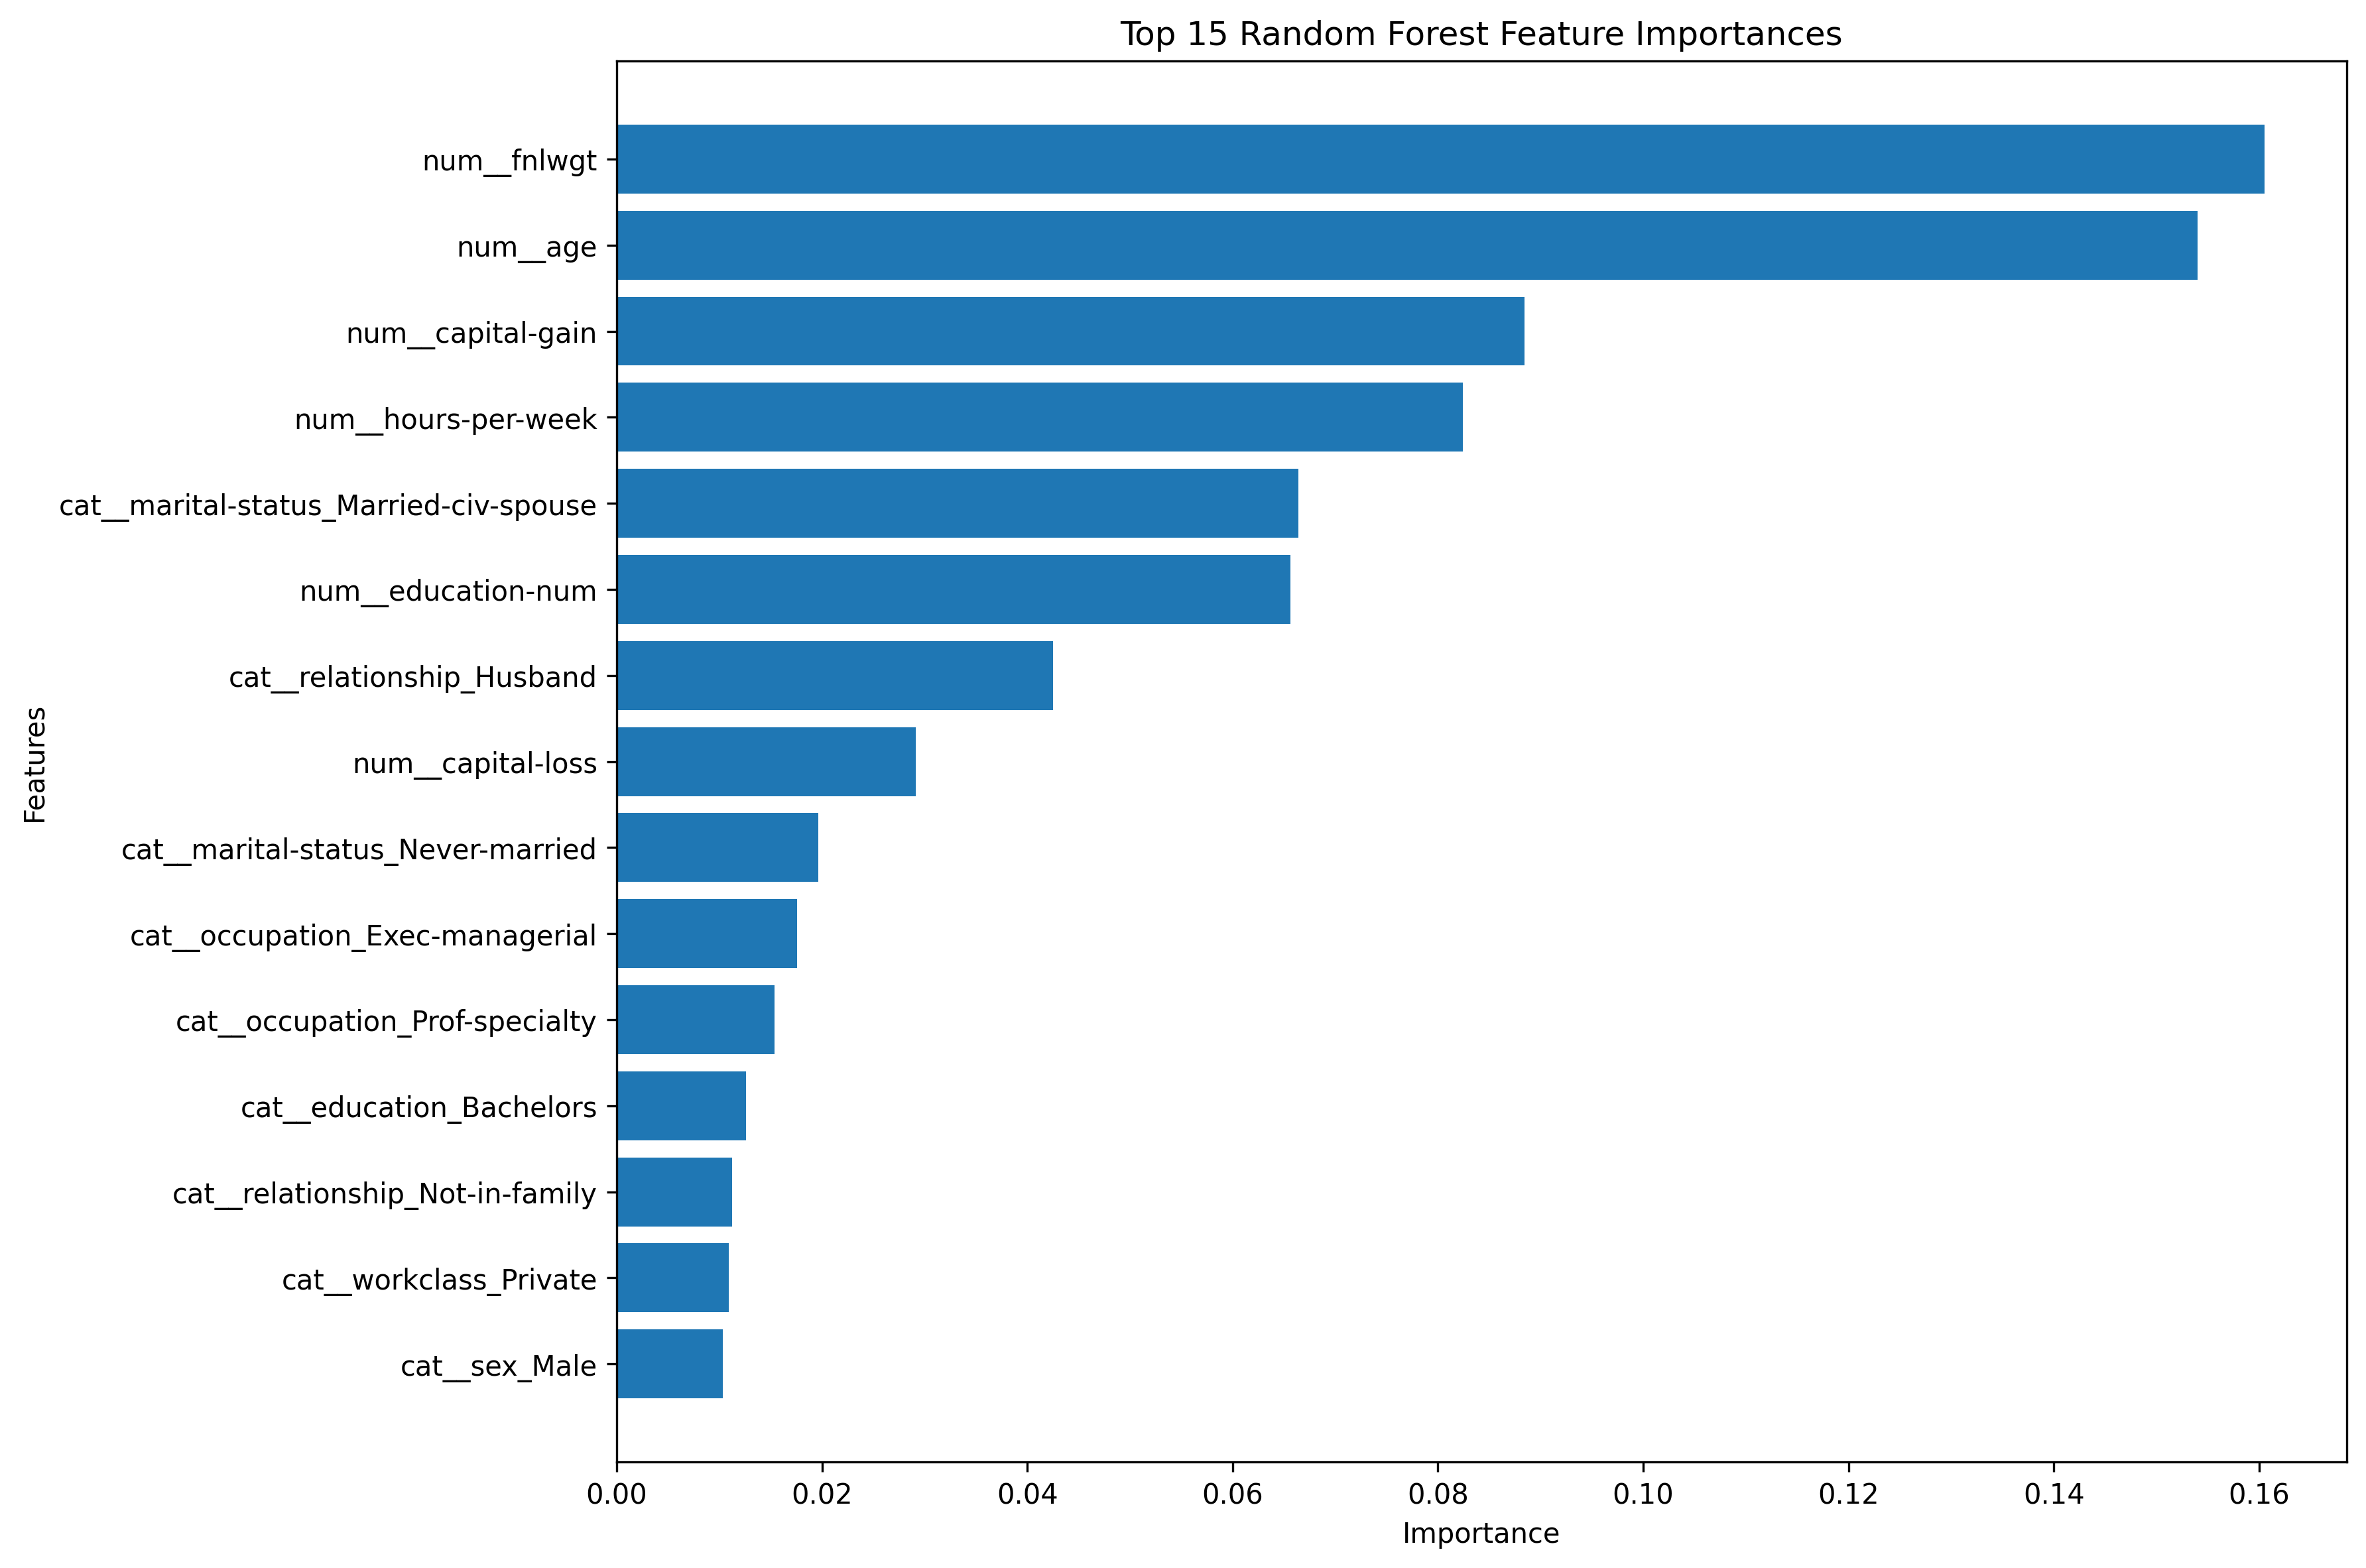 Top 15 Random Forest Feature Importances
num__fnlwgt
num__age
num__capital-gain
num__hours-per-week
cat__marital-status_Married-civ-spouse
num__education-num
cat__relationship_Husband
num__capital-loss
cat__marital-status_Never-married
cat__occupation_Exec-managerial
cat__occupation_Prof-specialty
cat__education_Bachelors
cat__relationship_Not-in-family
cat__workclass_Private
cat__sex_Male
Features
0.00 0.02 0.04 0.06 0.08 0.10 0.12 0.14 0.16
Importance